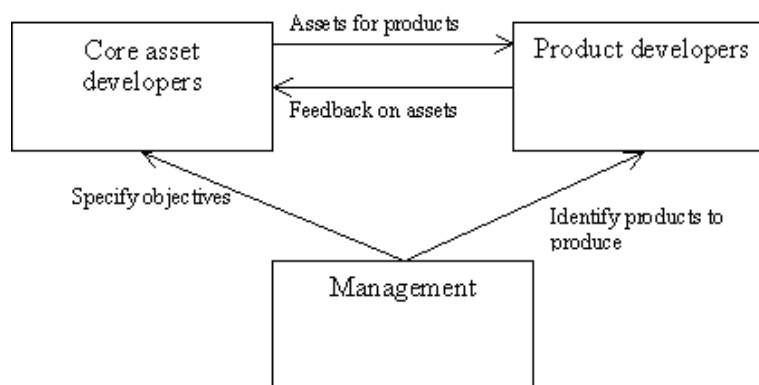 Assets for products
Core asset
developers
Product developers
Feedback on assets
Specify objectives
Identify products to
produce
Management